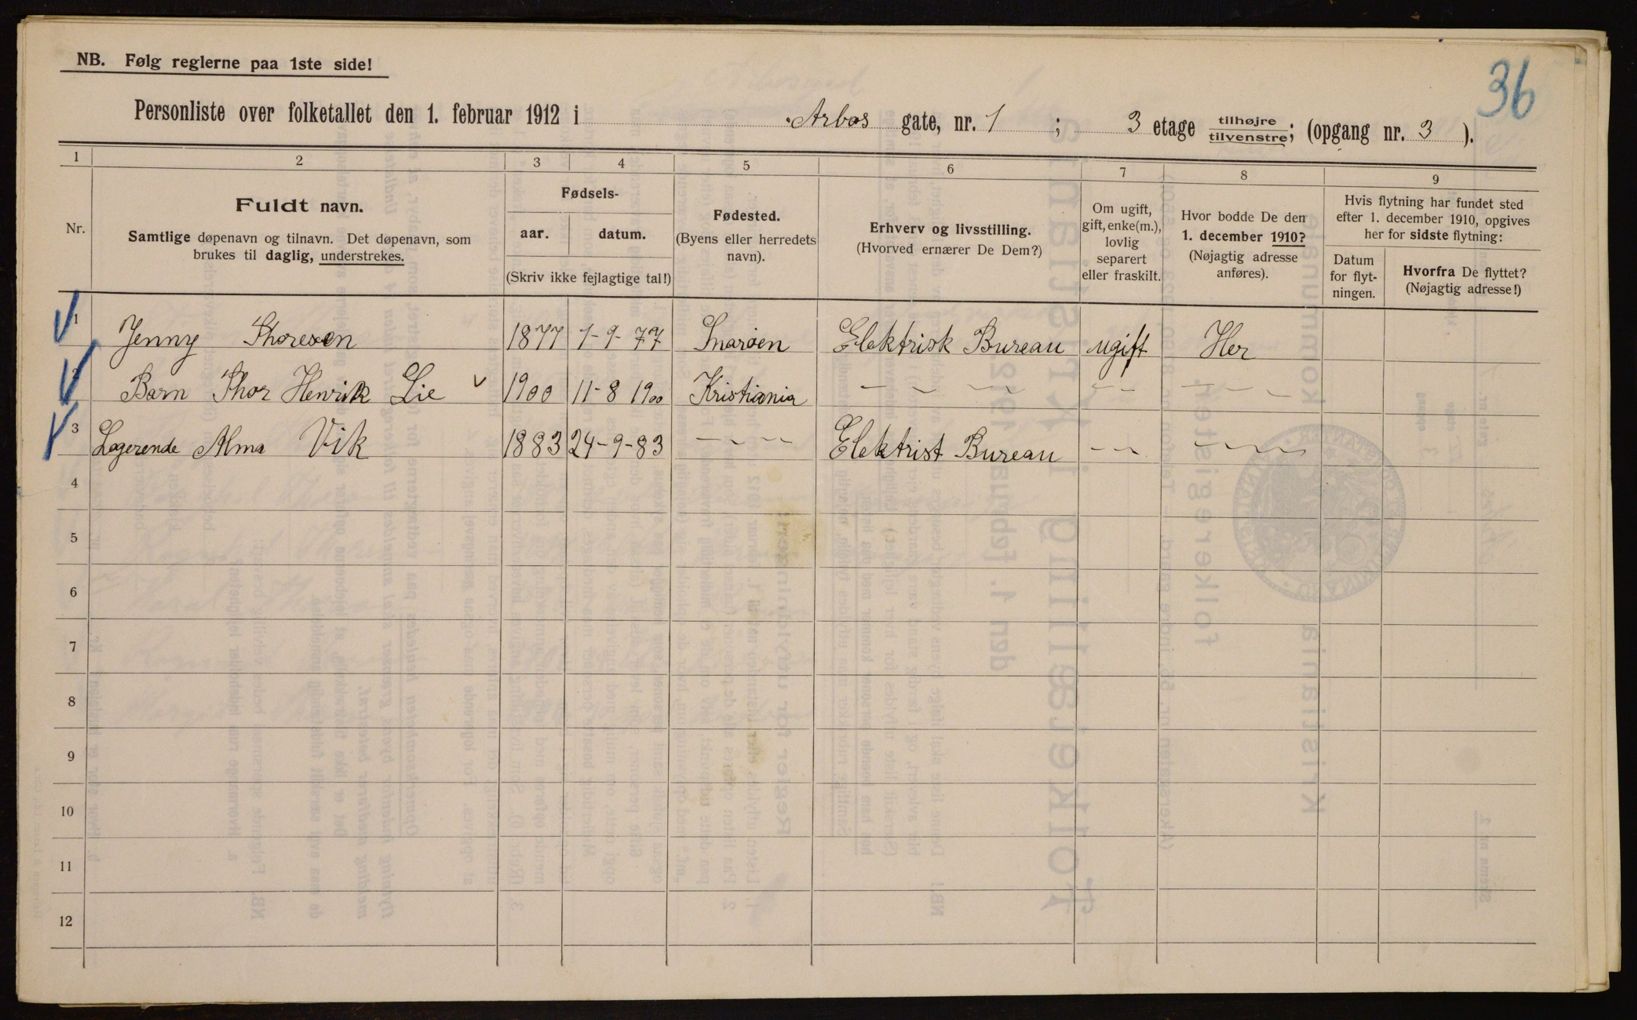 NB. Følg reglerne paa 1ste side!
36
Personliste over folketallet den 1. februar 1912 i Arbos gate, nr. 1 ; 3 etage tilhøjre tilvenstre; (opgang nr. 3 ).
1 2 3 4 5 6 7 8 9
Nr.
Fuldt navn.
Samtlige døpenavn og tilnavn. Det døpenavn, som
brukes til daglig, understrekes.
Fødsels-
aar. datum.
(Skriv ikke fejlagtige tal!)
Fødested.
(Byens eller herredets
navn).
Erhverv og livsstilling.
(Hvorved ernærer De Dem?)
Om ugift,
gift, enke(m.),
lovlig
separert
eller fraskilt.
Hvor bodde De den
1. december 1910?
(Nøjagtig adresse
anføres).
Hvis flytning har fundet sted
efter 1. december 1910, opgives
her for sidste flytning:
Datum
for flyt-
ningen.
Hvorfra De flyttet?
(Nøjagtig adresse!)
1 Jenny Thoresen 1877 1-9-77 Snarøen Elektrisk Bureau ugift Her
2 Barn Thor Henrik Lie v 1900 11-8 1900 Kristiania – – – – – – – –
3 Logerende Alma Vik 1883 24-9-83 – – – Elektrist Bureau – – – – –
4
5
6
7
8
9
10
11
12